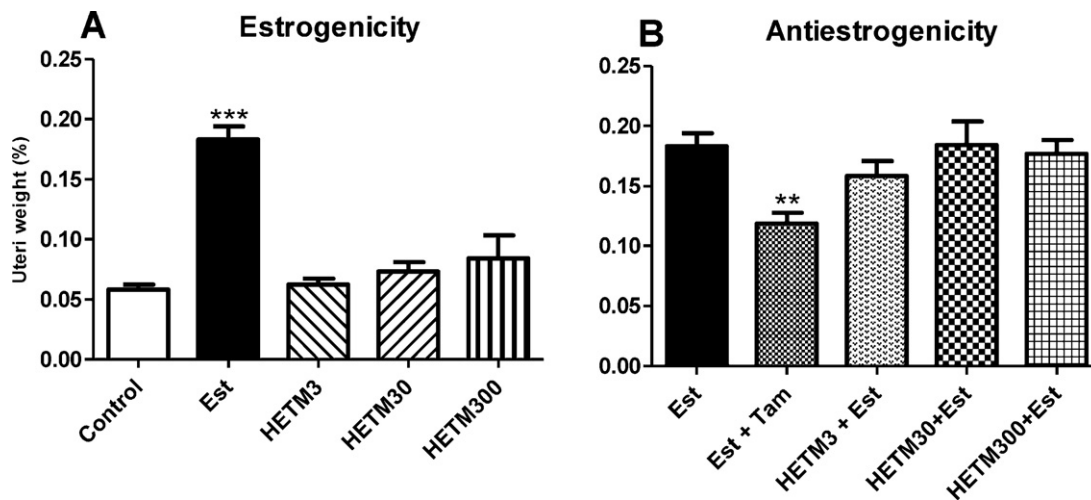 A
Estrogenicity
Uteri weight (%)
0.25
0.20
0.15
0.10
0.05
0.00
***
Control
Est
HETM3
HETM30
HETM300
B
Antiestrogenicity
0.25
0.20
0.15
0.10
0.05
0.00
**
Est
Est + Tam
HETM3 + Est
HETM30+Est
HETM300+Est